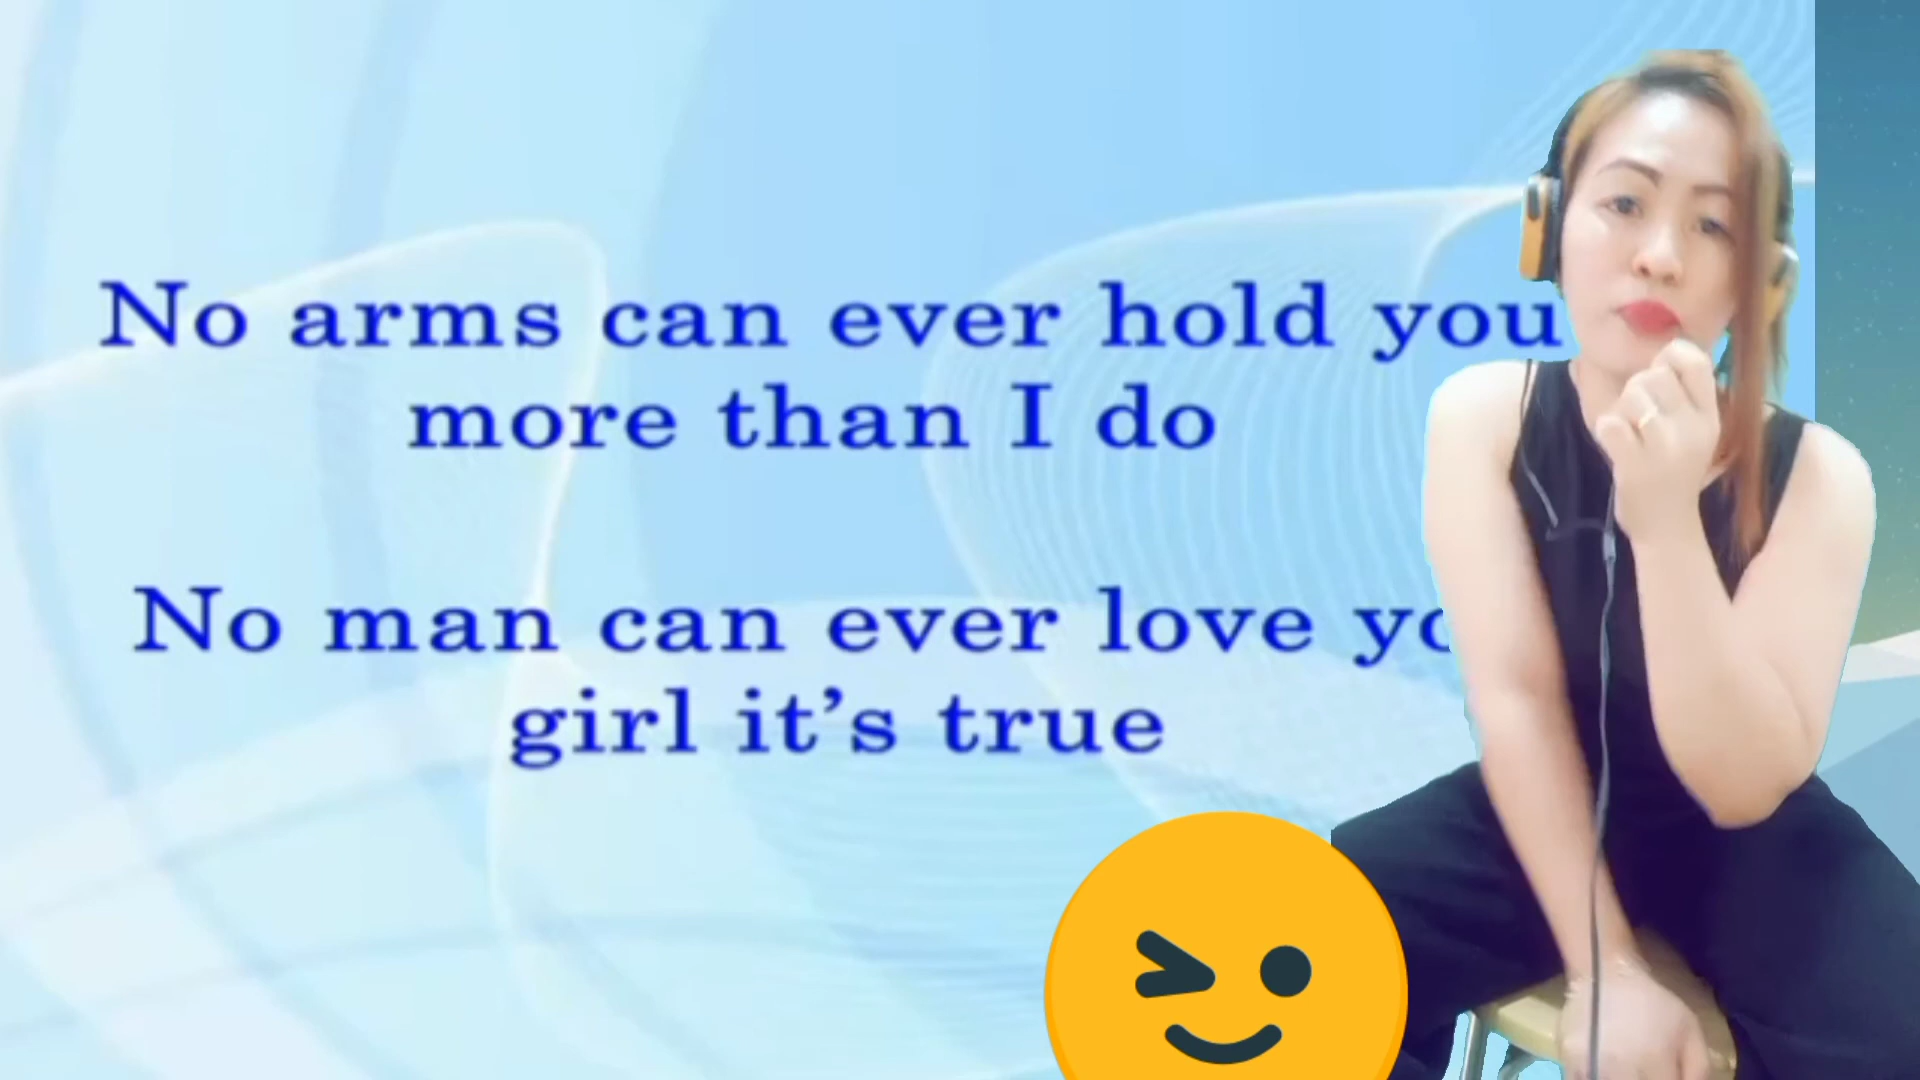 No arms can ever hold you
more than I do
No man can ever love
girl it's true